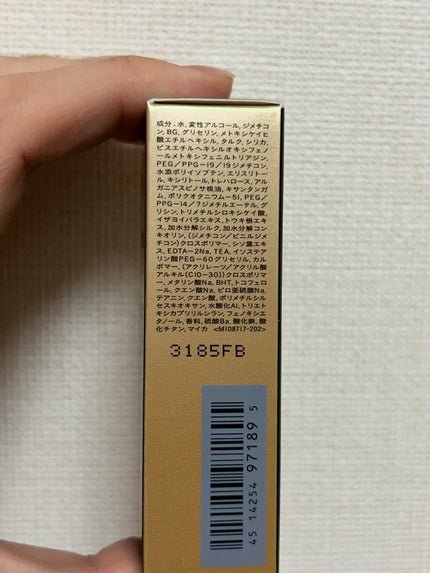 成分：水、変性アルコール、ジメチコ
ン、BG、グリセリン、メトキシケイヒ
酸エチルヘキシル、タルク、シリカ、
ビスエチルヘキシルオキシフェノ
ールメトキシフェニルトリアジン、
PEG／PPG-19／19ジメチコン、
水添ポリイソブテン、エリスリトー
ル、キシリトール、トレハロース、アル
ガニアスピノサ核油、キサンタンガ
ム、ポリクオタニウム-51、PEG／
PPG-14／7ジメチルエーテル、グ
リシン、トリメチルシロキシケイ酸、
イザヨイバラエキス、トウキ根エキ
ス、加水分解シルク、加水分解コン
キオリン、（ジメチコン/ビニルジメ
チコン）クロスポリマー、シソ葉エキ
ス、EDTA-2Na、TEA、イソステア
リン酸PEG-60グリセリル、カル
ボマー、（アクリレーツ/アクリル酸
アルキル（C10-30））クロスポリマ
ー、メタリン酸Na、BHT、トコフェロ
ール、クエン酸Na、ピロ亜硫酸Na、
テアニン、クエン酸、ポリメチルシル
セスキオキサン、水酸化Al、トリエト
キシカプリリルシラン、フェノキシエ
タノール、香料、硫酸Ba、酸化鉄、酸
化チタン、マイカ <M108717-202>
3185FB
45 14254 97189 5